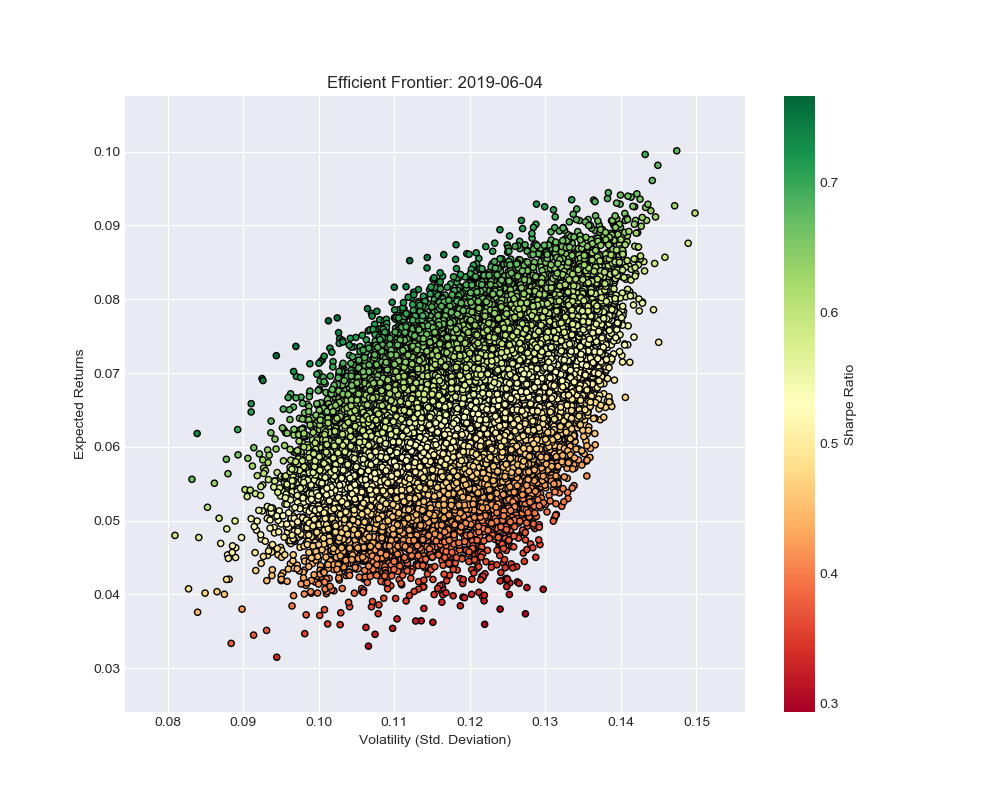 Efficient Frontier: 2019-06-04
Expected Returns
0.10
0.09
0.08
0.07
0.06
0.05
0.04
0.03
0.08 0.09 0.10 0.11 0.12 0.13 0.14 0.15
Volatility (Std. Deviation)
0.7
0.6
0.5
0.4
0.3
Sharpe Ratio